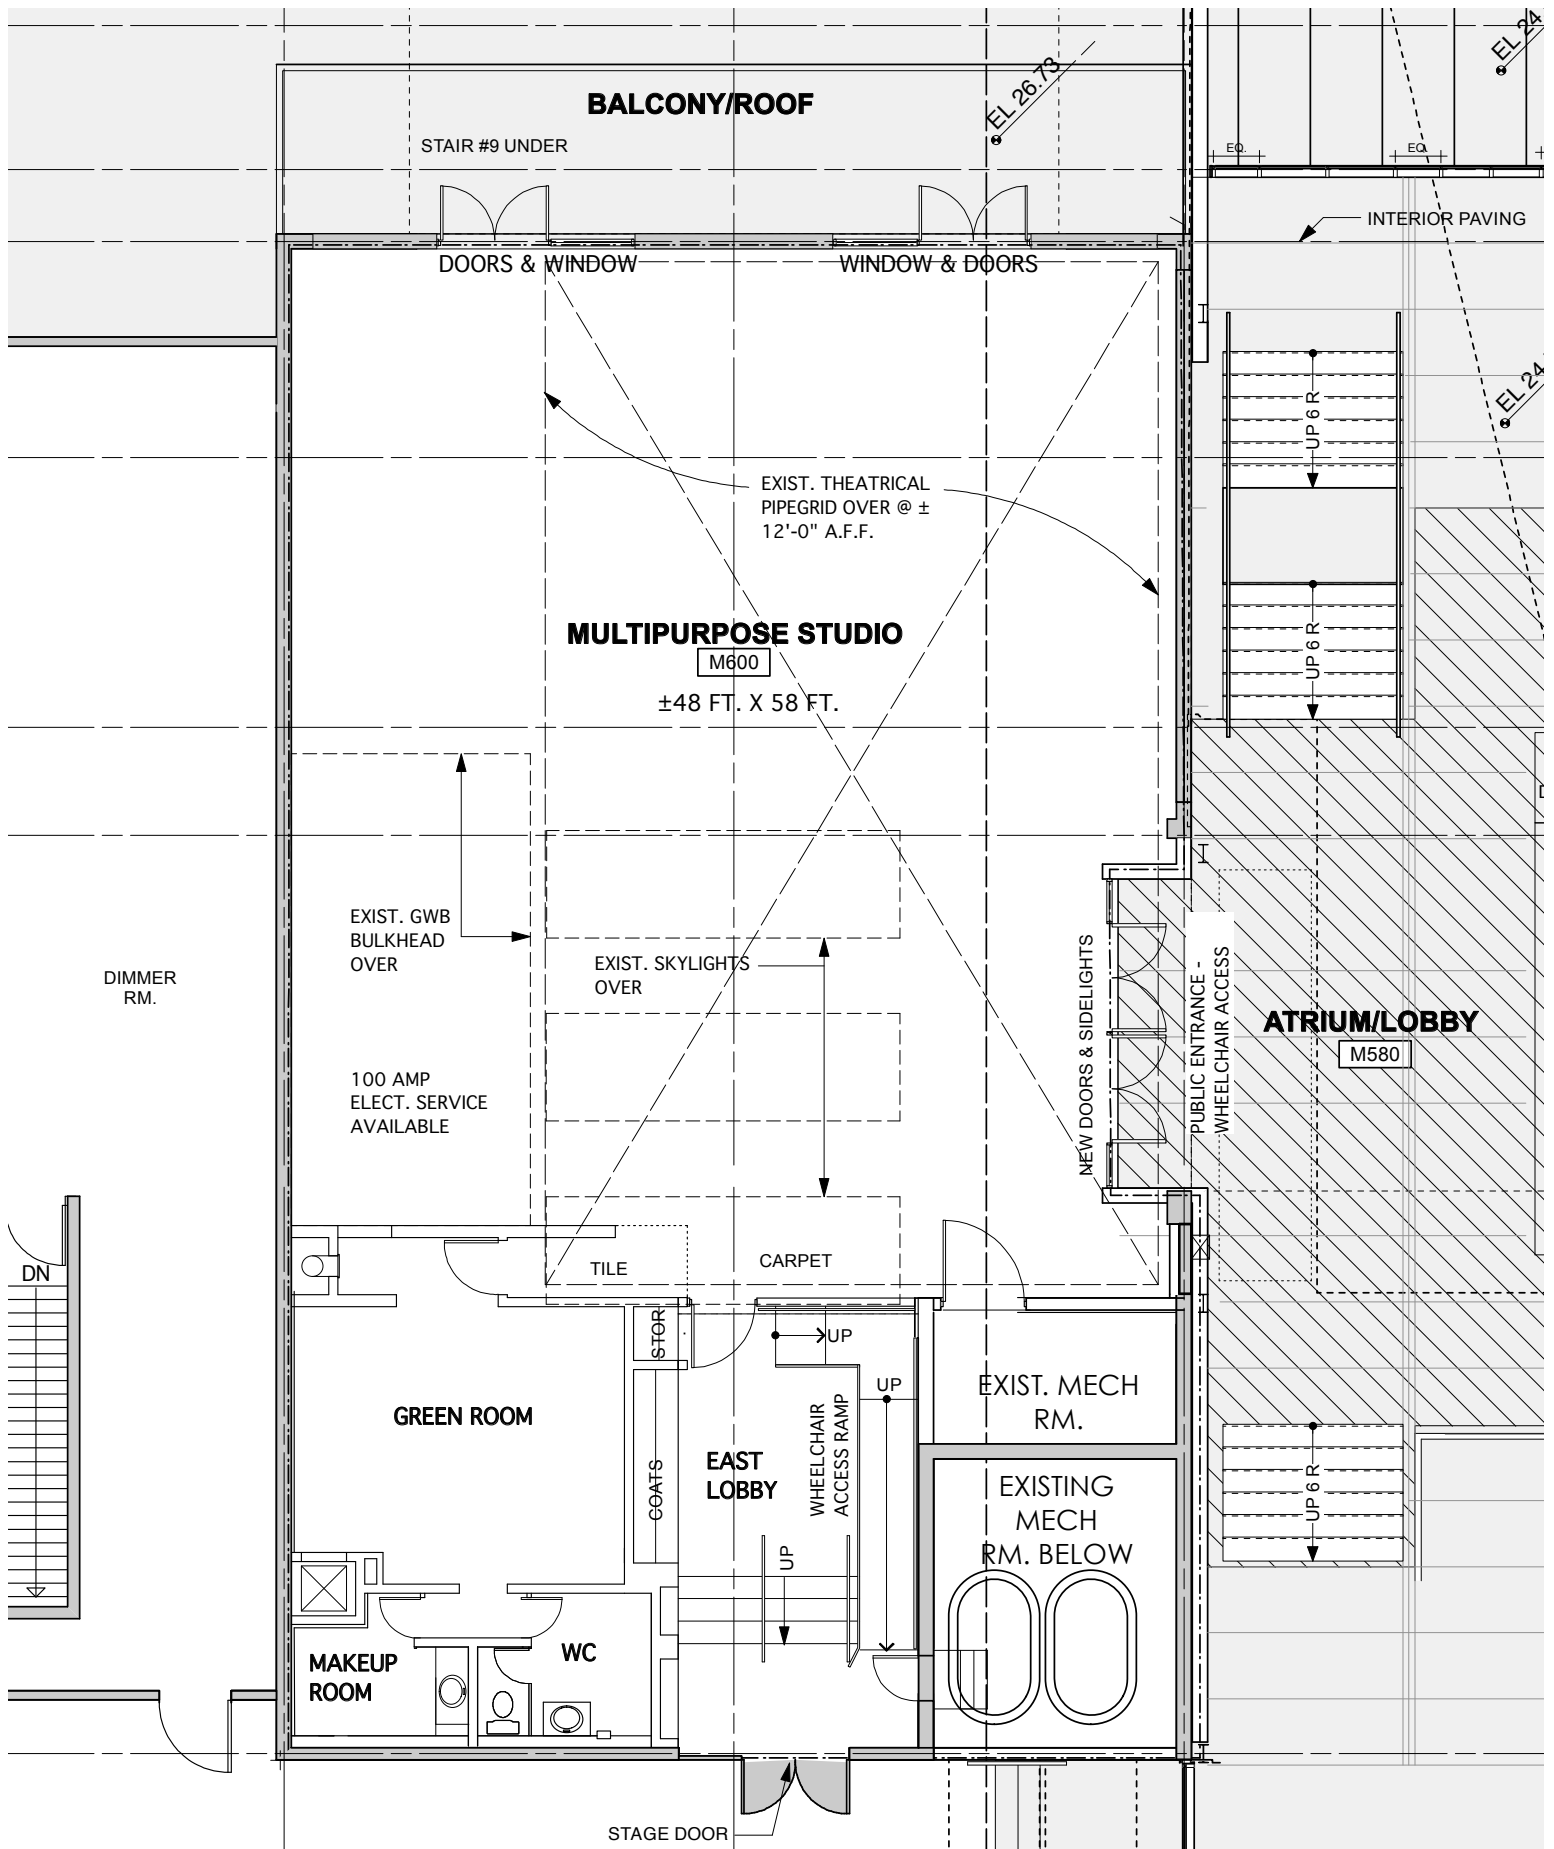 EL 24
EL 26.73
BALCONY/ROOF
STAIR #9 UNDER
EQ.
EQ.
INTERIOR PAVING
DOORS & WINDOW
WINDOW & DOORS
EL 24.
UP 6 R
EXIST. THEATRICAL
PIPEGRID OVER @ ±
12'-0" A.F.F.
MULTIPURPOSE STUDIO
M600
±48 FT. X 58 FT.
UP 6 R
EXIST. GWB
BULKHEAD
OVER
EXIST. SKYLIGHTS
OVER
DIMMER
RM.
NEW DOORS & SIDELIGHTS
PUBLIC ENTRANCE -
WHEELCHAIR ACCESS
ATRIUM/LOBBY
M580
100 AMP
ELECT. SERVICE
AVAILABLE
DN
TILE
CARPET
STOR
UP
UP
EXIST. MECH
RM.
GREEN ROOM
WHEELCHAIR
ACCESS RAMP
EAST
LOBBY
COATS
EXISTING
MECH
RM. BELOW
UP 6 R
UP
WC
MAKEUP
ROOM
STAGE DOOR